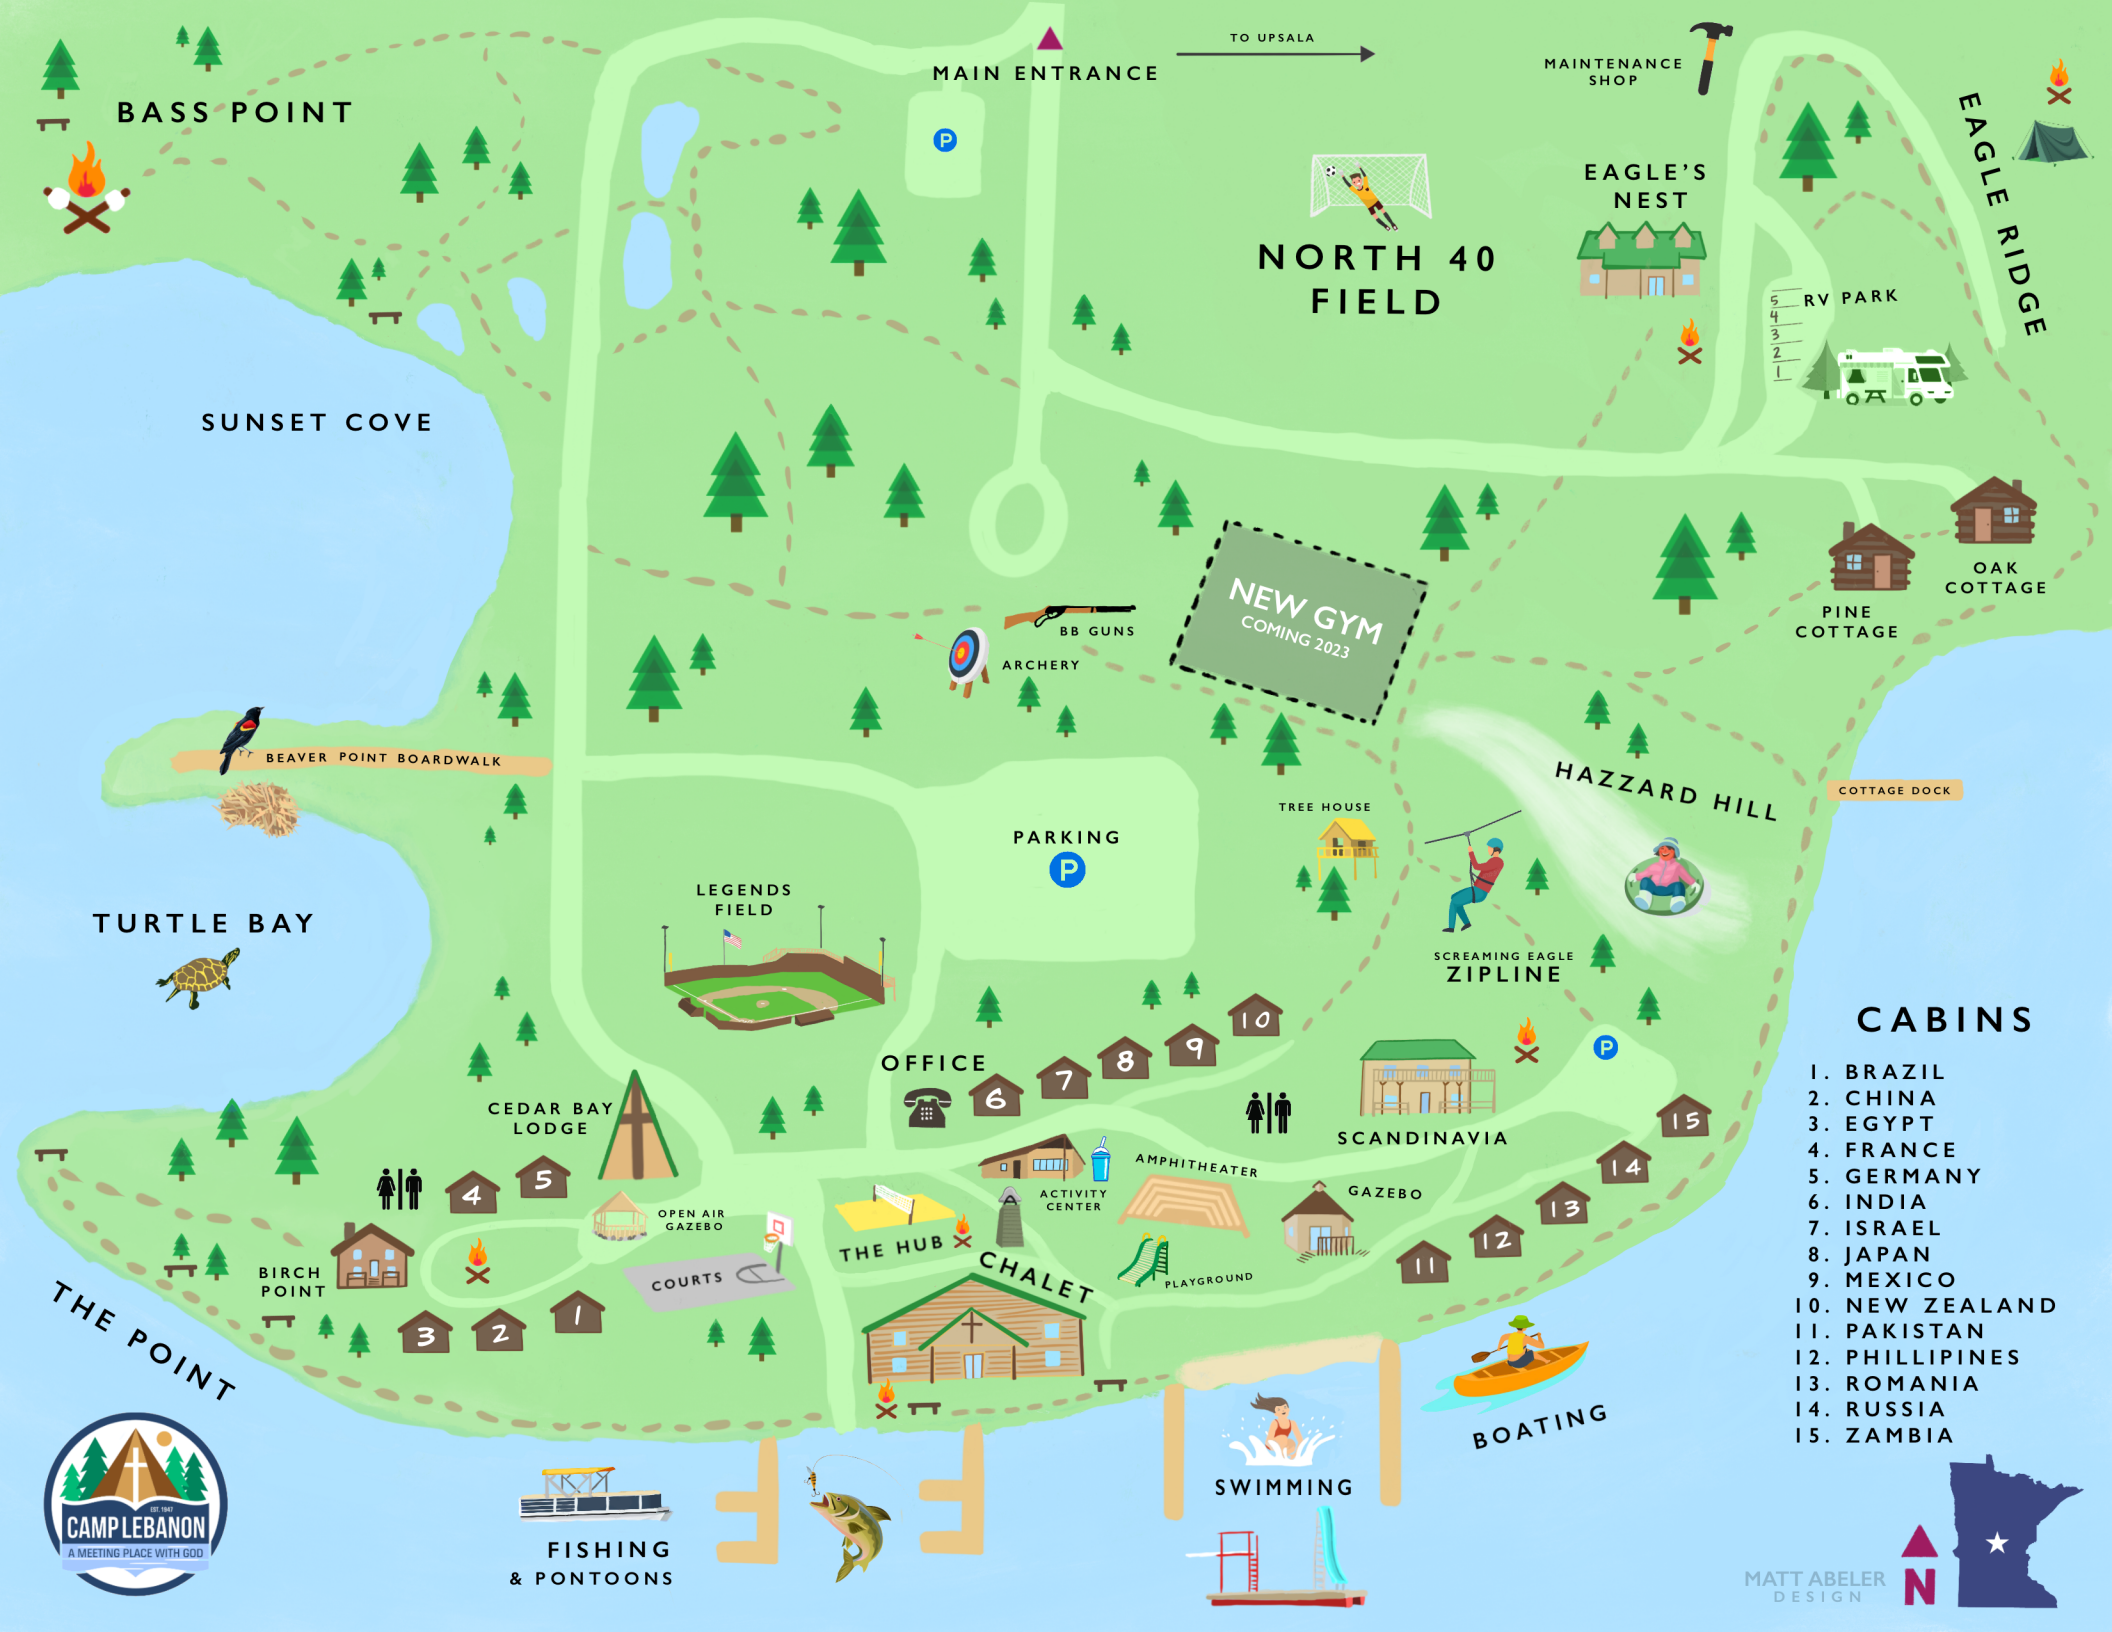 TO UPSALA
MAIN ENTRANCE
MAINTENANCE
SHOP
BASS POINT
P
EAGLE RIDGE
EAGLE'S
NEST
NORTH 40
FIELD
RV PARK
5
4
3
2
1
SUNSET COVE
OAK
COTTAGE
PINE
COTTAGE
NEW GYM
COMING 2023
BB GUNS
ARCHERY
BEAVER POINT BOARDWALK
HAZZARD HILL
COTTAGE DOCK
TREE HOUSE
PARKING
P
LEGENDS
FIELD
TURTLE BAY
SCREAMING EAGLE
ZIPLINE
10
9
8
7
6
OFFICE
P
CEDAR BAY
LODGE
SCANDINAVIA
15
14
13
12
11
AMPHITHEATER
ACTIVITY
CENTER
GAZEBO
5
4
OPEN AIR
GAZEBO
THE HUB
CHALET
PLAYGROUND
COURTS
BIRCH
POINT
3
2
1
THE POINT
CABINS
1. BRAZIL
2. CHINA
3. EGYPT
4. FRANCE
5. GERMANY
6. INDIA
7. ISRAEL
8. JAPAN
9. MEXICO
10. NEW ZEALAND
11. PAKISTAN
12. PHILLIPINES
13. ROMANIA
14. RUSSIA
15. ZAMBIA
BOATING
SWIMMING
FISHING
& PONTOONS
EST. 1947
CAMP LEBANON
A MEETING PLACE WITH GOD
MATT ABELER
DESIGN
N